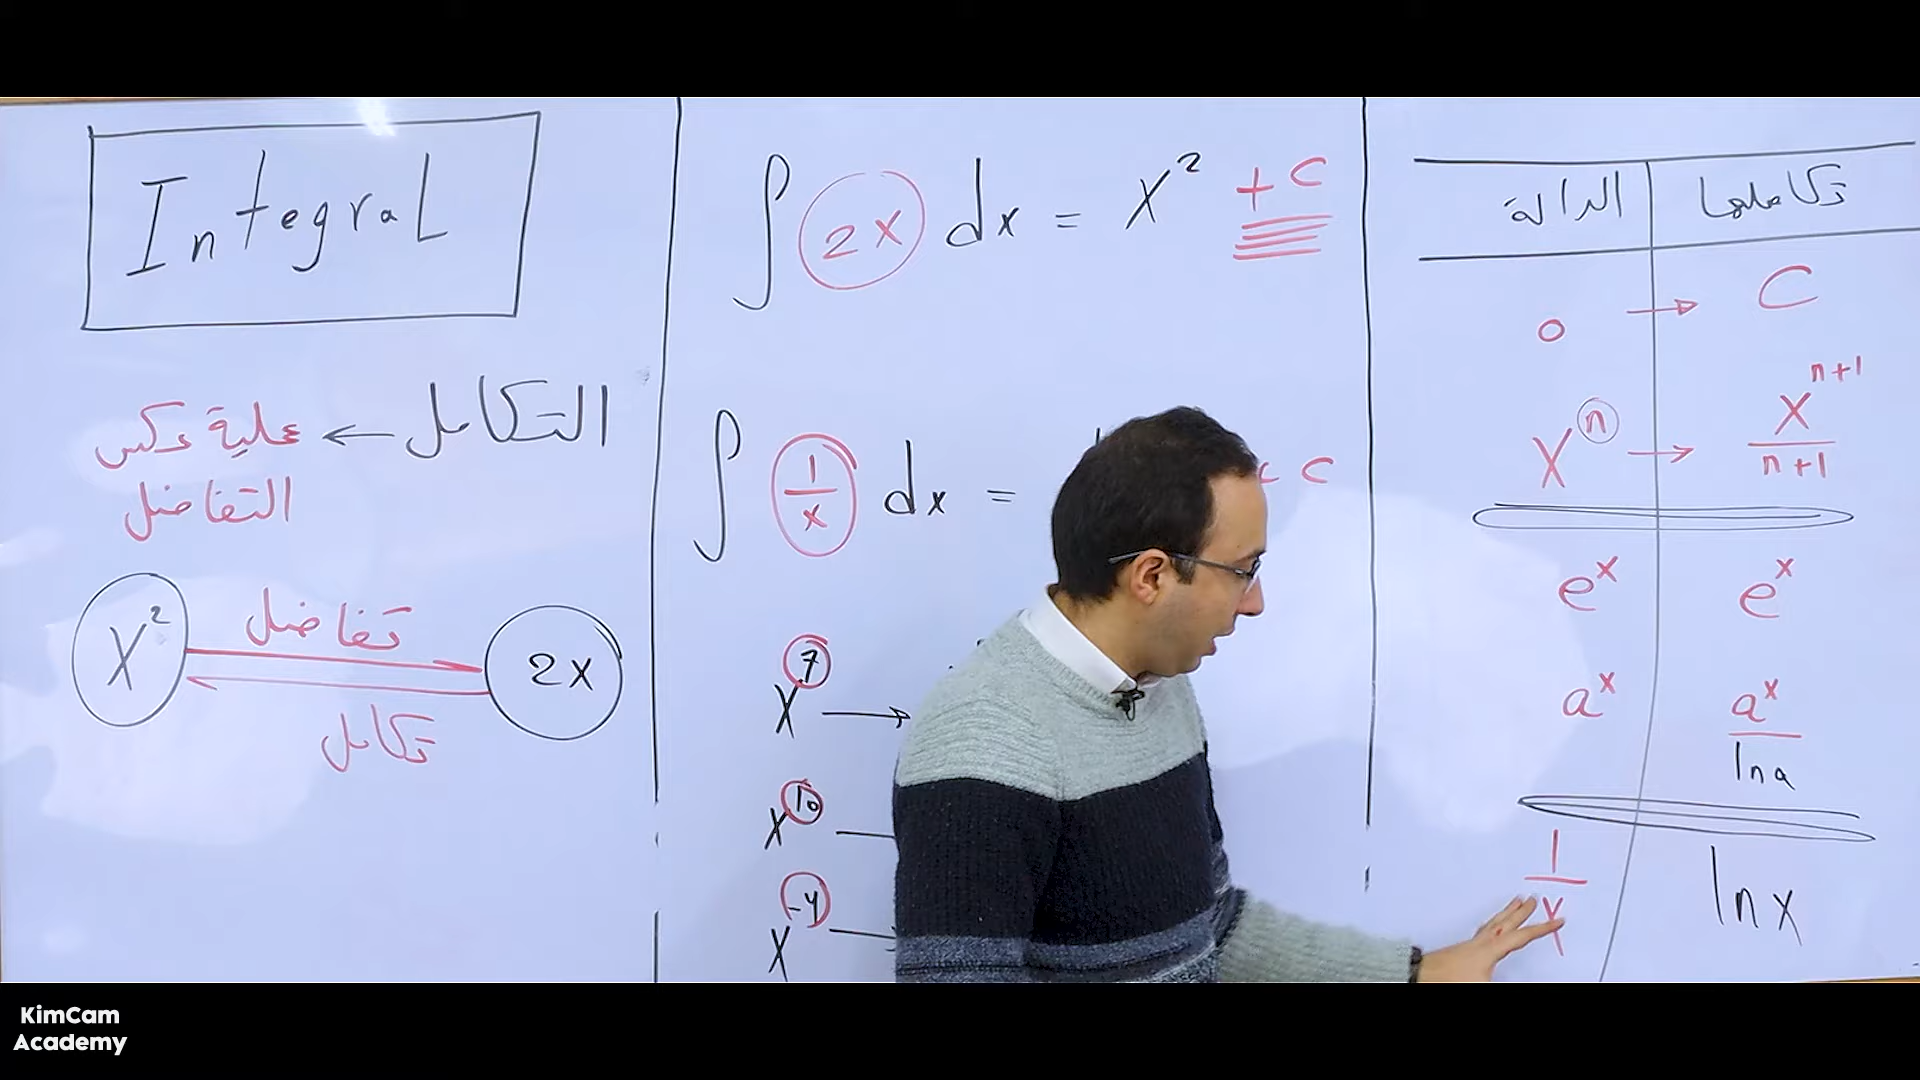 Integral
التكامل ← عملية عكس
التفاضل
x² تفاضل 2x
تكامل
∫ 2x dx = x² + C
∫ 1/x dx = C
x⁷ →
x¹⁰
x⁻⁴
الدالة تكاملها
0 → C
xⁿ → xⁿ⁺¹/n+1
eˣ eˣ
aˣ aˣ/ln a
1/x ln x
KimCam
Academy